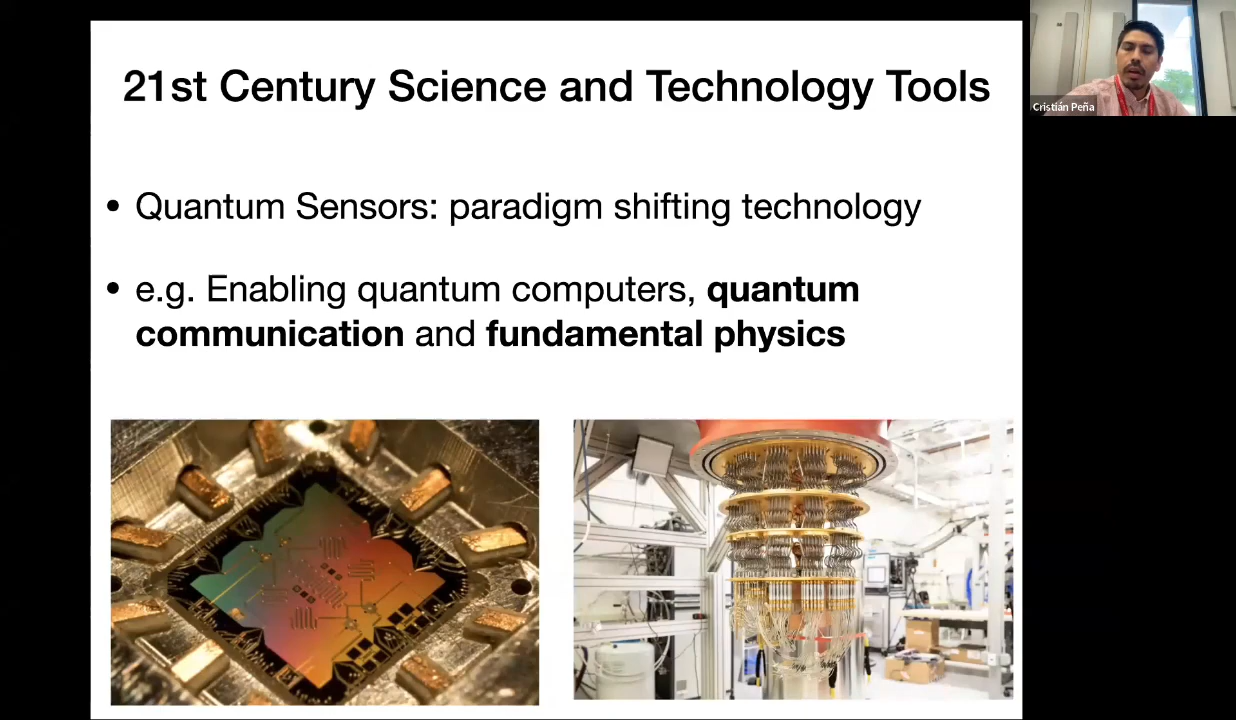 21st Century Science and Technology Tools
• Quantum Sensors: paradigm shifting technology
• e.g. Enabling quantum computers, quantum
communication and fundamental physics
Cristián Peña